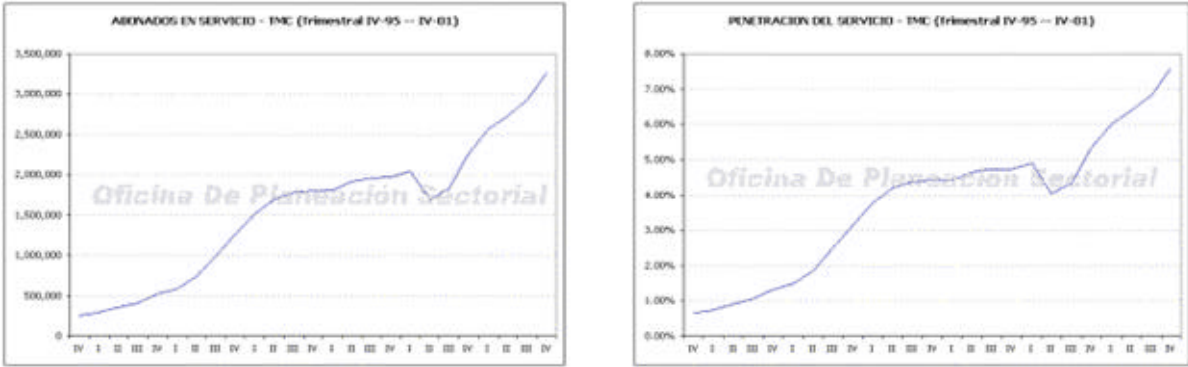 ABONADOS EN SERVICIO - TMC (Trimestral IV-95 -- IV-01)
3,500,000
3,000,000
2,500,000
2,000,000
1,500,000
1,000,000
500,000
0
Oficina De Planeación Sectorial
IV I II III IV I II III IV I II III IV I II III IV I II III IV I II III IV
PENETRACION DEL SERVICIO - TMC (Trimestral IV-95 -- IV-01)
8.00%
7.00%
6.00%
5.00%
4.00%
3.00%
2.00%
1.00%
0.00%
Oficina De Planeación Sectorial
IV I II III IV I II III IV I II III IV I II III IV I II III IV I II III IV